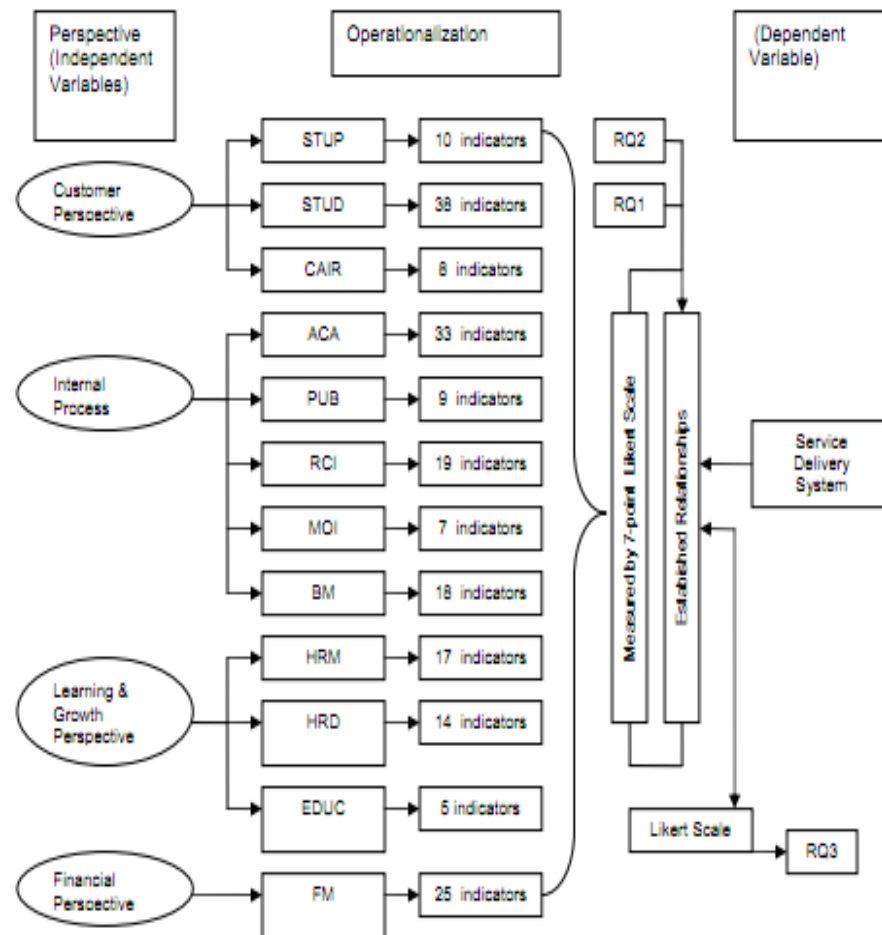 Perspective
(Independent
Variables)
Operationalization
(Dependent
Variable)
Customer
Perspective
STUP
10 indicators
STUD
38 indicators
CAIR
8 indicators
Internal
Process
ACA
33 indicators
PUB
9 indicators
RCI
19 indicators
MOI
7 indicators
BM
18 indicators
Learning &
Growth
Perspective
HRM
17 indicators
HRD
14 indicators
EDUC
5 indicators
Financial
Perspective
FM
25 indicators
RQ2
RQ1
Measured by 7-point Likert Scale
Established Relationships
Service
Delivery
System
Likert Scale
RQ3